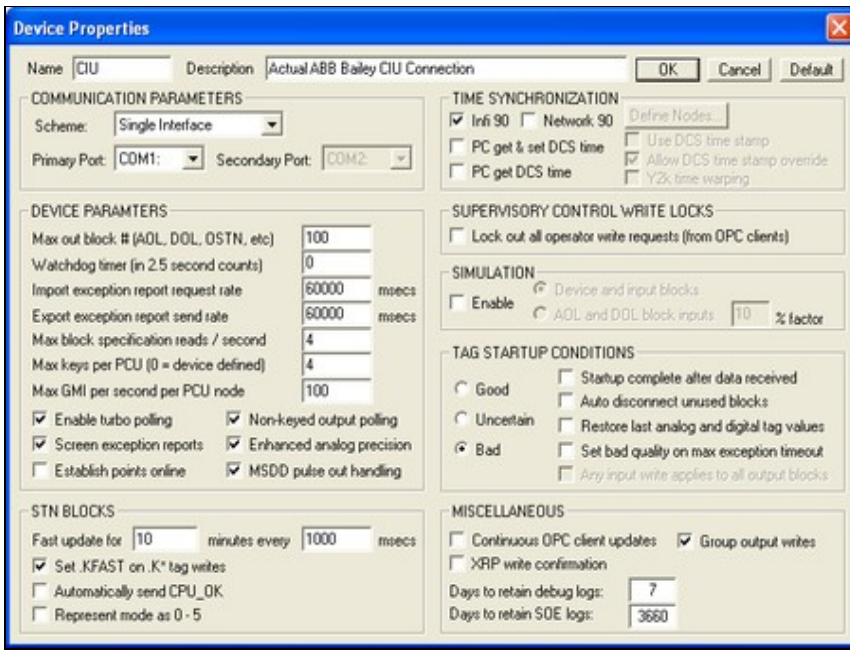 Device Properties
Name CIU Description Actual ABB Bailey CIU Connection OK Cancel Default
COMMUNICATION PARAMETERS
Scheme: Single Interface
Primary Port: COM1: Secondary Port: COM2:
TIME SYNCHRONIZATION
Infi 90 Network 90 Define Nodes...
PC get & set DCS time
PC get DCS time
Use DCS time stamp
Allow DCS time stamp override
Y2k time warping
DEVICE PARAMTERS
Max out block # (AOL, DOL, OSTN, etc) 100
Watchdog timer (in 2.5 second counts) 0
Import exception report request rate 60000 msecs
Export exception report send rate 60000 msecs
Max block specification reads / second 4
Max keys per PCU (0 = device defined) 4
Max GMI per second per PCU node 100
Enable turbo polling Non-keyed output polling
Screen exception reports Enhanced analog precision
Establish points online MSDD pulse out handling
SUPERVISORY CONTROL WRITE LOCKS
Lock out all operator write requests (from OPC clients)
SIMULATION
Enable
Device and input blocks
AOL and DOL block inputs 10 % factor
TAG STARTUP CONDITIONS
Good
Uncertain
Bad
Startup complete after data received
Auto disconnect unused blocks
Restore last analog and digital tag values
Set bad quality on max exception timeout
Any input write applies to all output blocks
STN BLOCKS
Fast update for 10 minutes every 1000 msecs
Set .KFAST on .K* tag writes
Automatically send CPU_OK
Represent mode as 0 - 5
MISCELLANEOUS
Continuous OPC client updates Group output writes
XRP write confirmation
Days to retain debug logs: 7
Days to retain SOE logs: 3660